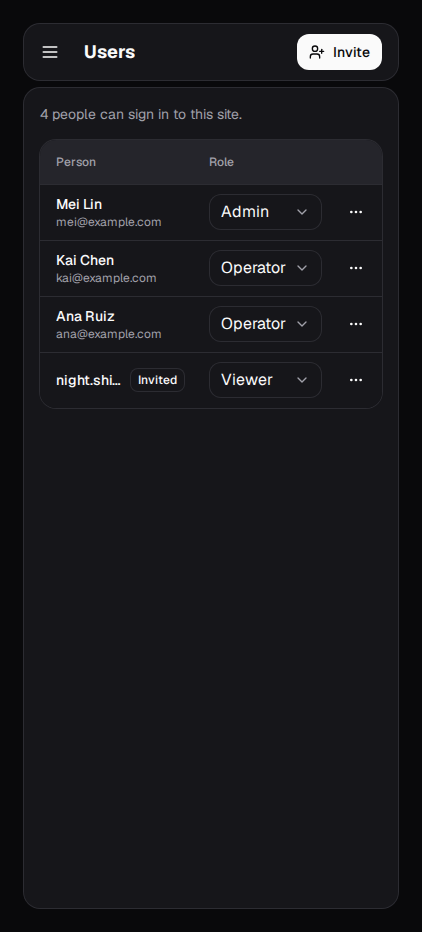 Users
Invite
4 people can sign in to this site.
Person Role
Mei Lin
mei@example.com
Admin
Kai Chen
kai@example.com
Operator
Ana Ruiz
ana@example.com
Operator
night.shi... Invited
Viewer